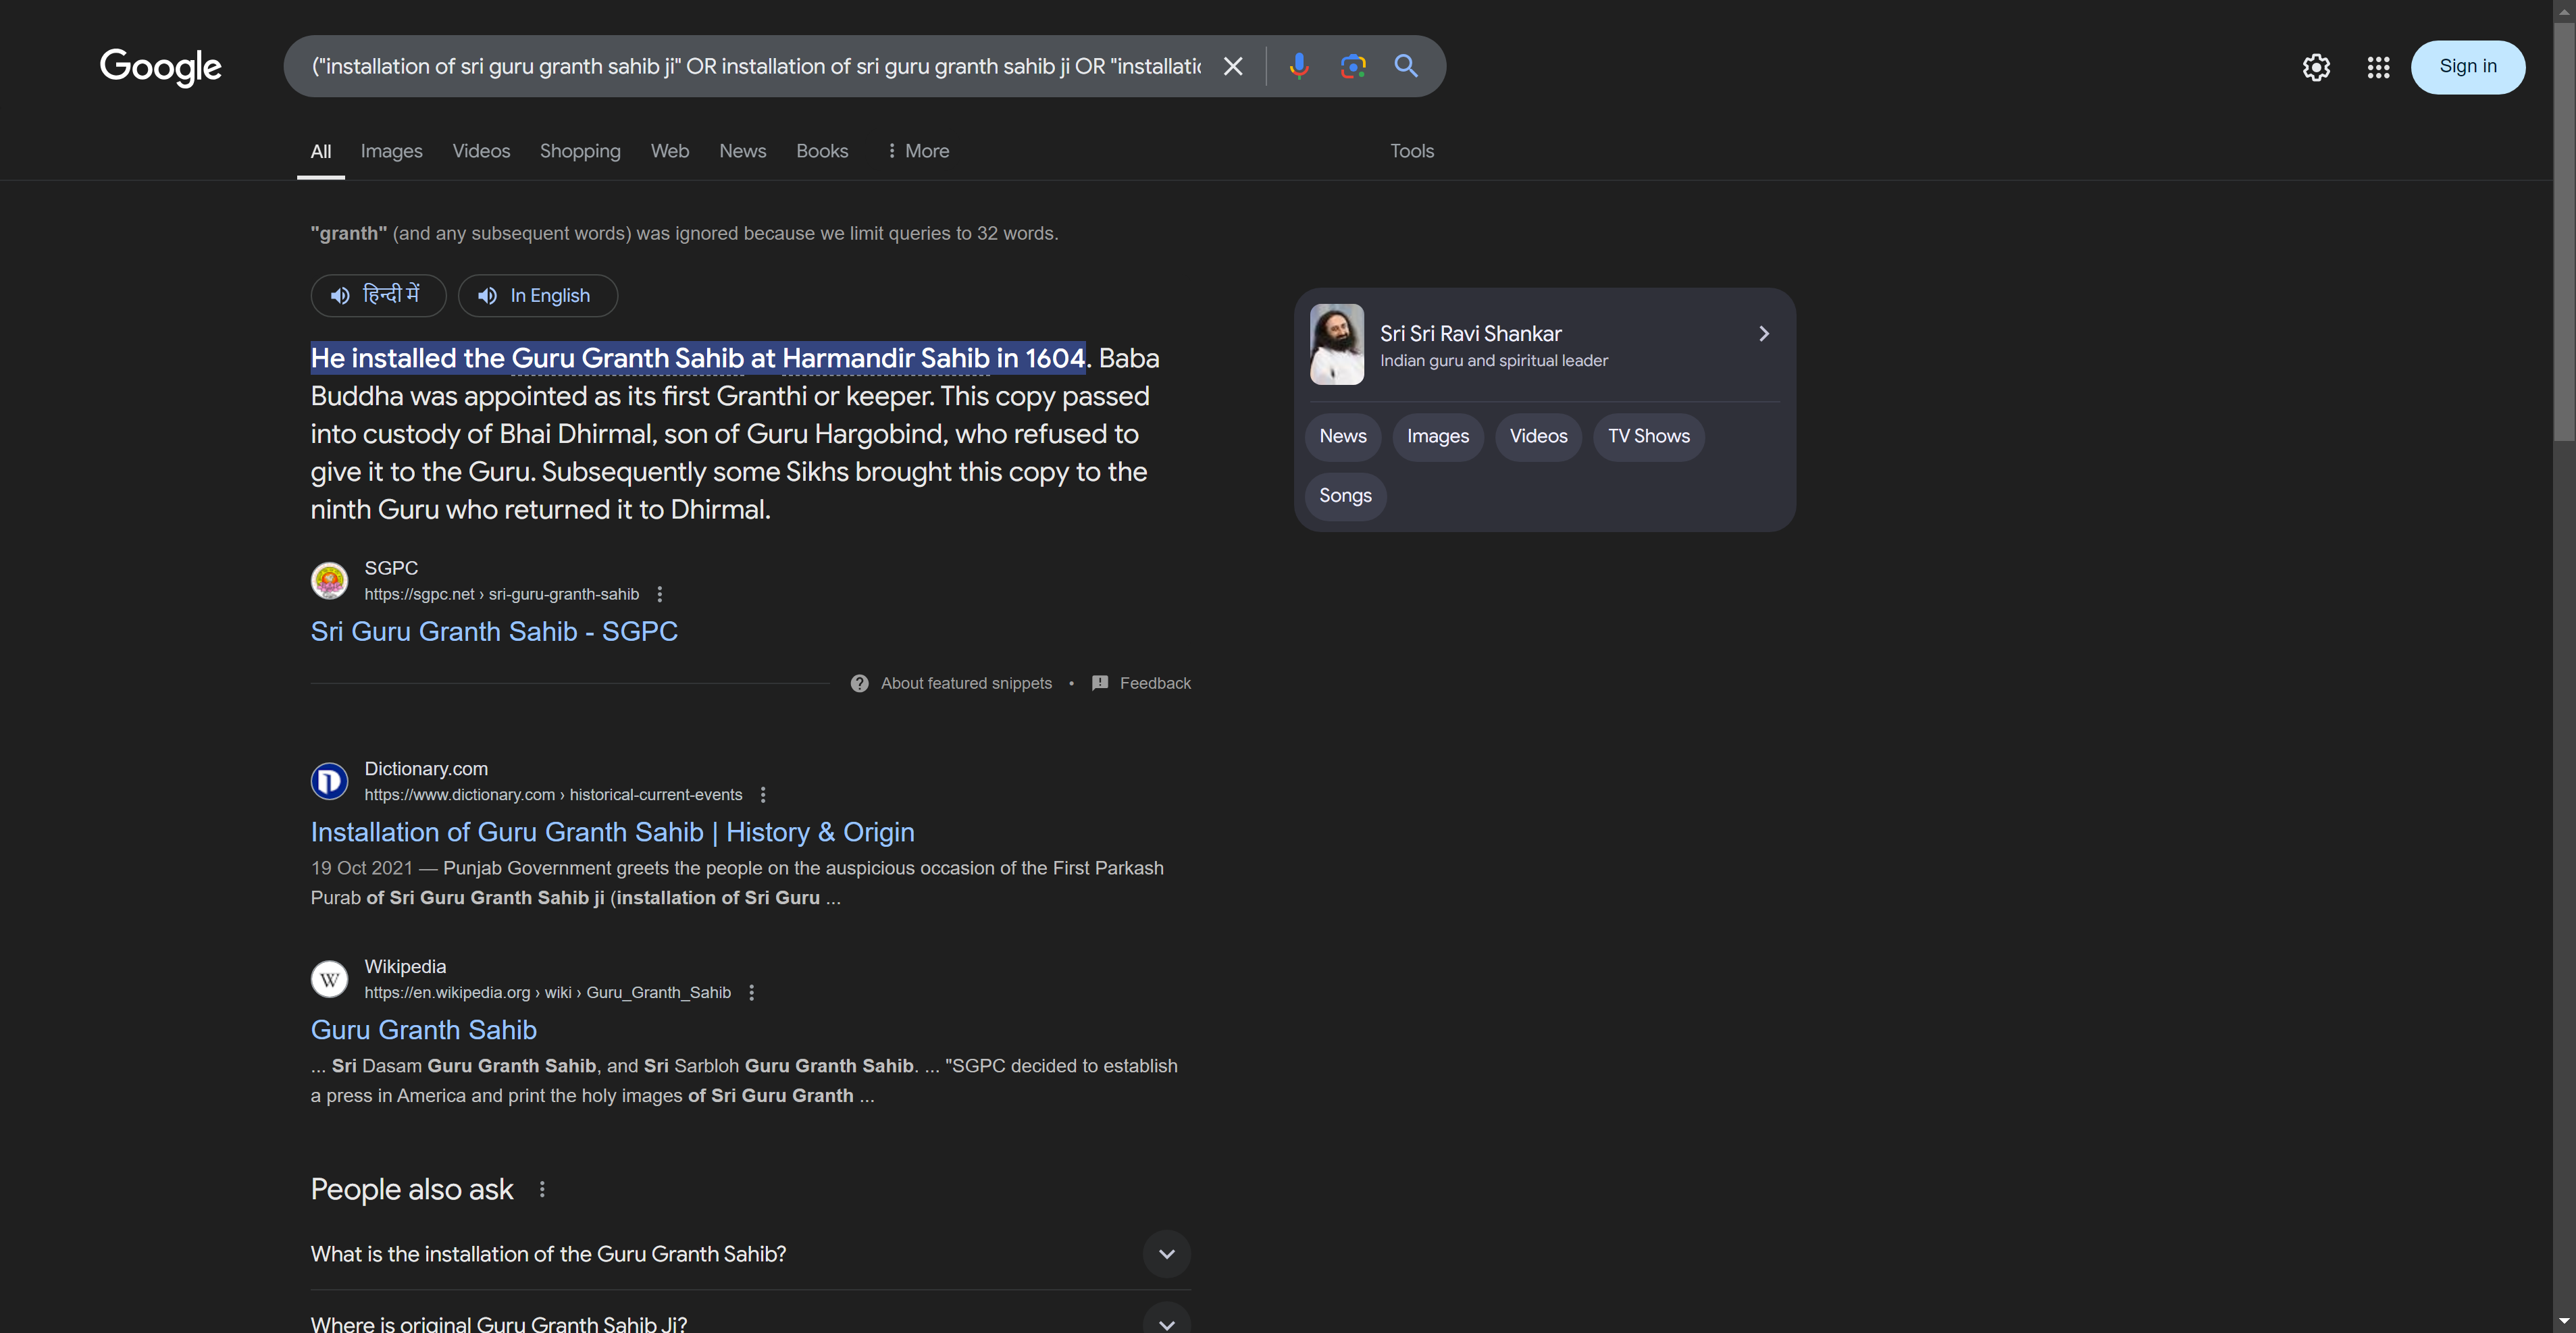 Google
("installation of sri guru granth sahib ji" OR installation of sri guru granth sahib ji OR "installatio
Sign in
All Images Videos Shopping Web News Books More Tools
"granth" (and any subsequent words) was ignored because we limit queries to 32 words.
हिन्दी में In English
He installed the Guru Granth Sahib at Harmandir Sahib in 1604. Baba
Buddha was appointed as its first Granthi or keeper. This copy passed
into custody of Bhai Dhirmal, son of Guru Hargobind, who refused to
give it to the Guru. Subsequently some Sikhs brought this copy to the
ninth Guru who returned it to Dhirmal.
SGPC
https://sgpc.net › sri-guru-granth-sahib
Sri Guru Granth Sahib - SGPC
About featured snippets • Feedback
Sri Sri Ravi Shankar
Indian guru and spiritual leader
News Images Videos TV Shows
Songs
Dictionary.com
https://www.dictionary.com › historical-current-events
Installation of Guru Granth Sahib | History & Origin
19 Oct 2021 — Punjab Government greets the people on the auspicious occasion of the First Parkash
Purab of Sri Guru Granth Sahib ji (installation of Sri Guru ...
W
Wikipedia
https://en.wikipedia.org › wiki › Guru_Granth_Sahib
Guru Granth Sahib
... Sri Dasam Guru Granth Sahib, and Sri Sarbloh Guru Granth Sahib. ... "SGPC decided to establish
a press in America and print the holy images of Sri Guru Granth ...
People also ask
What is the installation of the Guru Granth Sahib?
Where is original Guru Granth Sahib Ji?